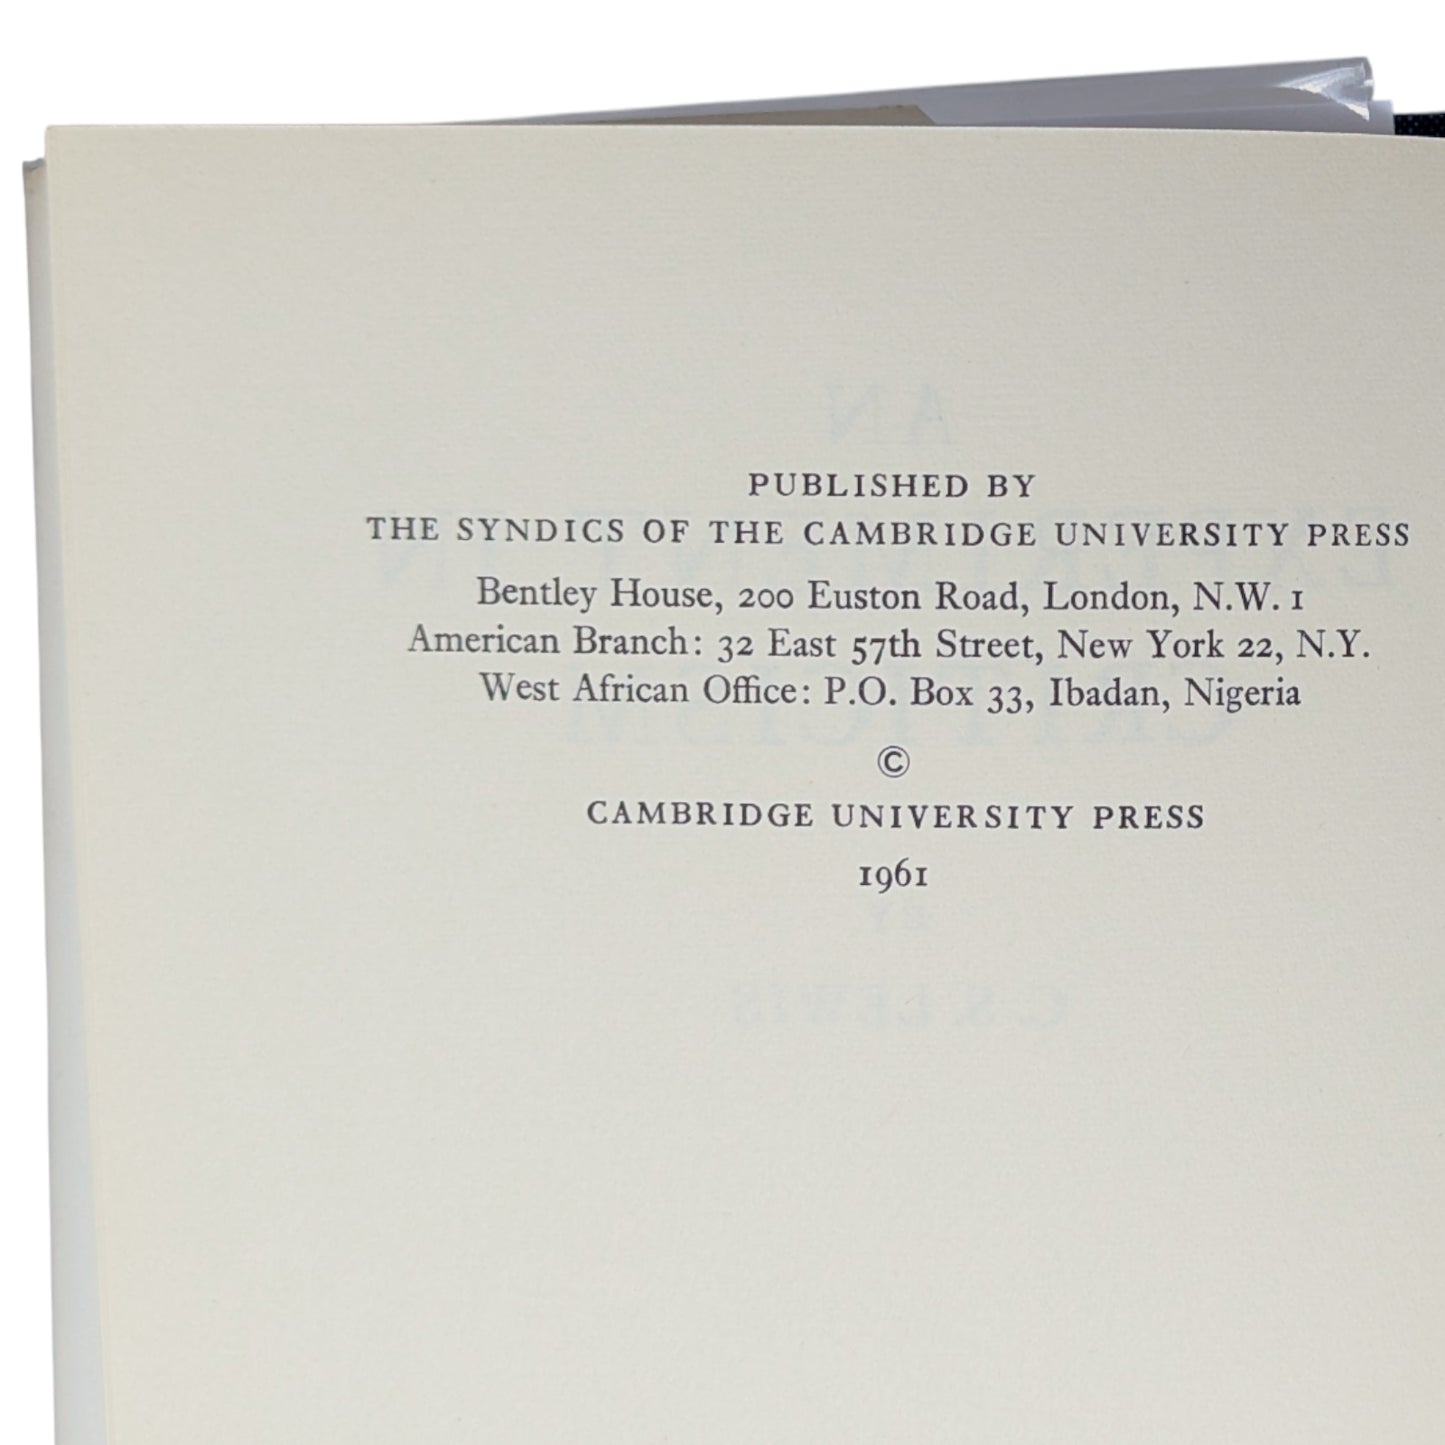 PUBLISHED BY
THE SYNDICS OF THE CAMBRIDGE UNIVERSITY PRESS
Bentley House, 200 Euston Road, London, N.W. 1
American Branch: 32 East 57th Street, New York 22, N.Y.
West African Office: P.O. Box 33, Ibadan, Nigeria
©
CAMBRIDGE UNIVERSITY PRESS
1961